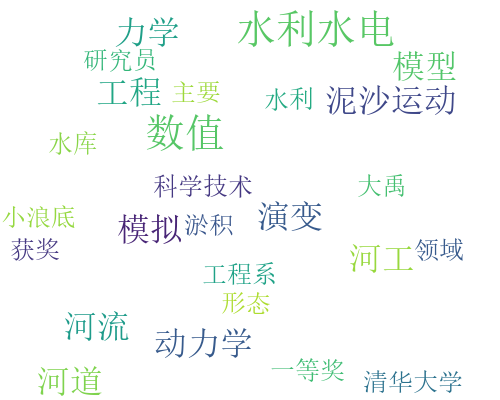 力学
水利水电
研究员
模型
工程
主要
水利
泥沙运动
数值
水库
科学技术
大禹
小浪底
模拟
淤积
演变
获奖
河工
领域
工程系
形态
河流
动力学
河道
一等奖
清华大学